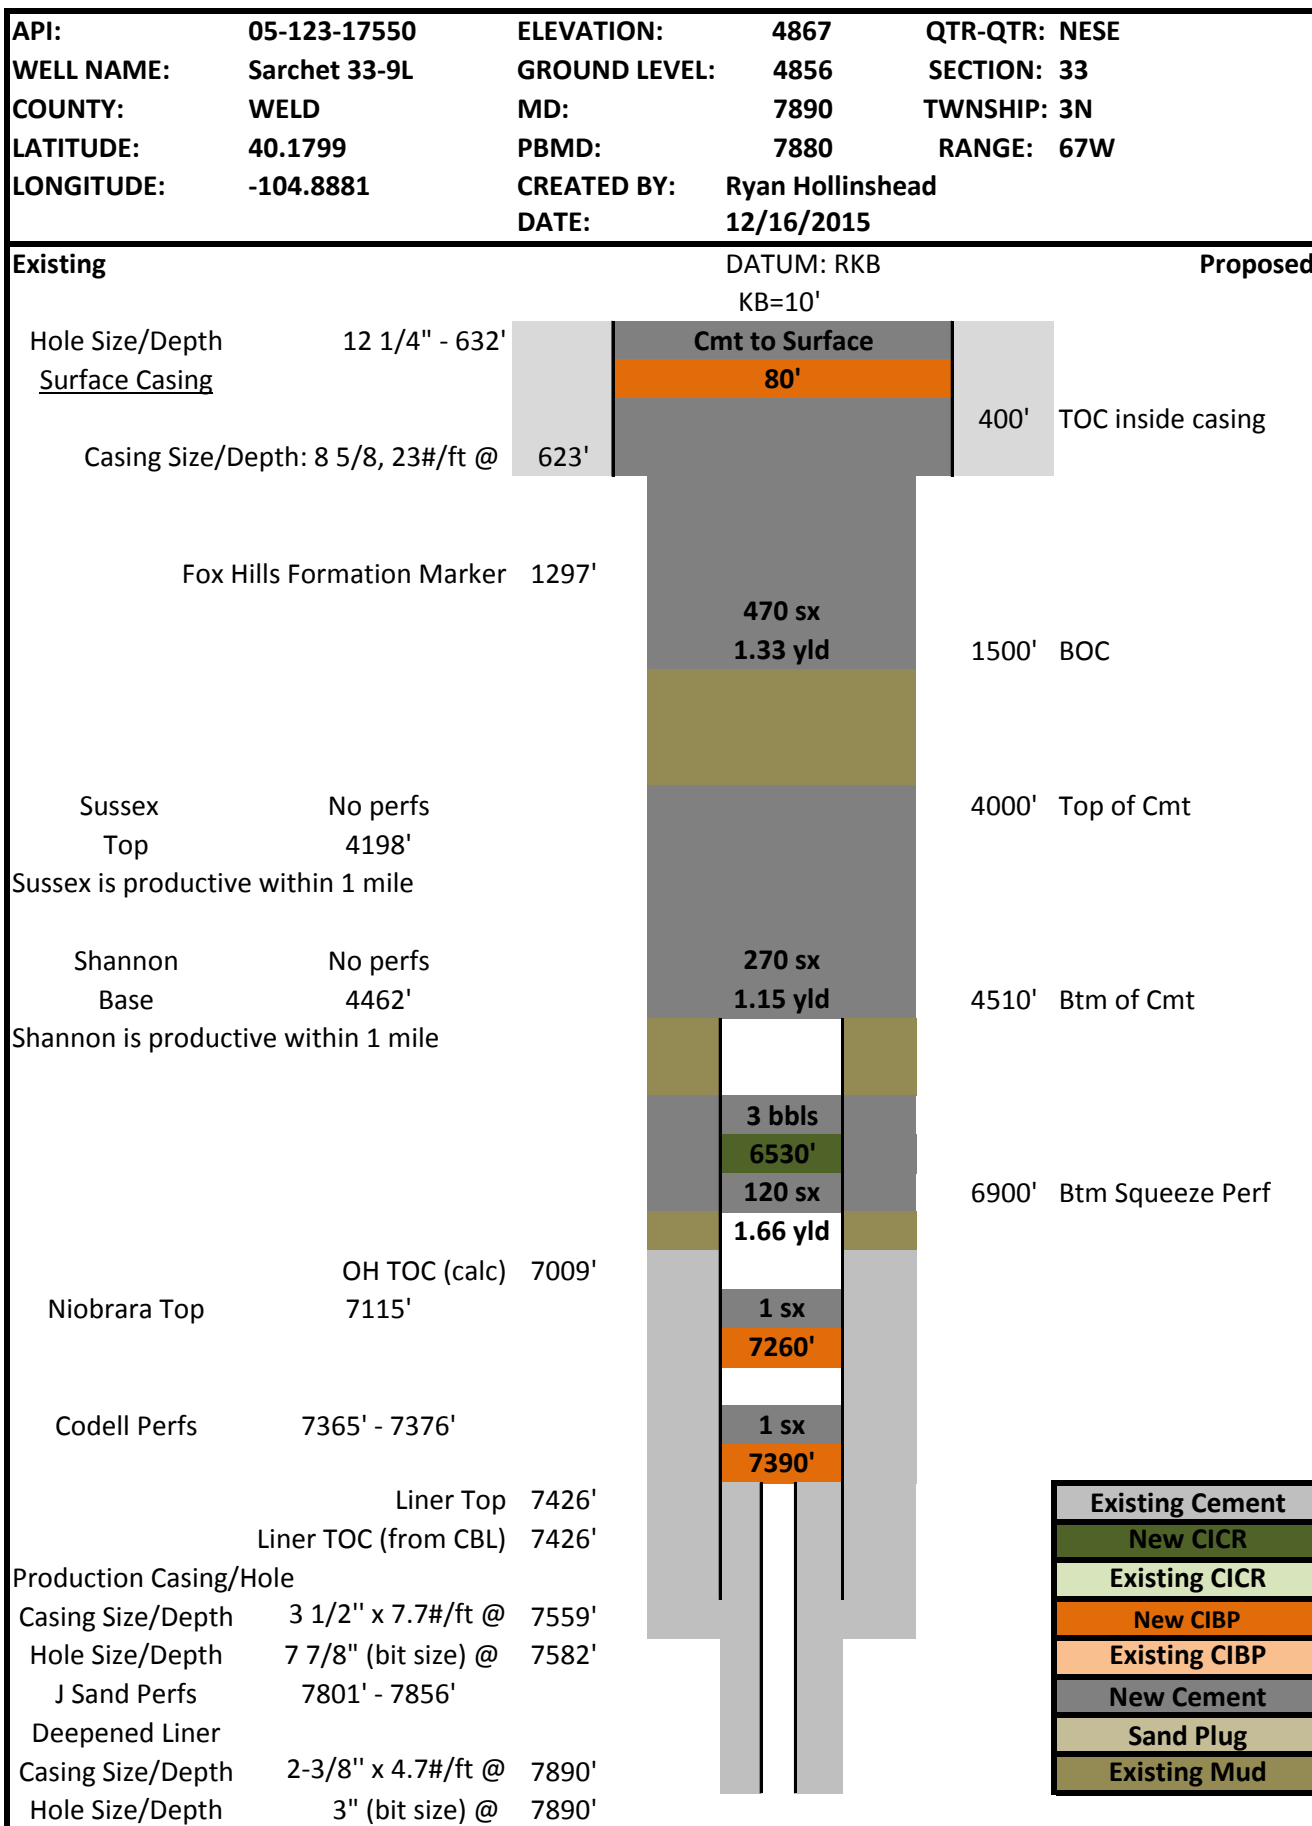 API: 05-123-17550 ELEVATION: 4867 QTR-QTR: NESE
WELL NAME: Sarchet 33-9L GROUND LEVEL: 4856 SECTION: 33
COUNTY: WELD MD: 7890 TWNSHIP: 3N
LATITUDE: 40.1799 PBMD: 7880 RANGE: 67W
LONGITUDE: -104.8881 CREATED BY: Ryan Hollinshead
DATE: 12/16/2015
Existing DATUM: RKB Proposed
KB=10'
Hole Size/Depth 12 1/4" - 632' Cmt to Surface
Surface Casing 80'
400' TOC inside casing
Casing Size/Depth: 8 5/8, 23#/ft @ 623'
Fox Hills Formation Marker 1297'
470 sx
1.33 yld 1500' BOC
Sussex No perfs 4000' Top of Cmt
Top 4198'
Sussex is productive within 1 mile
Shannon No perfs 270 sx
Base 4462' 1.15 yld 4510' Btm of Cmt
Shannon is productive within 1 mile
3 bbls
6530'
120 sx 6900' Btm Squeeze Perf
1.66 yld
OH TOC (calc) 7009'
Niobrara Top 7115' 1 sx
7260'
Codell Perfs 7365' - 7376' 1 sx
7390'
Liner Top 7426' Existing Cement
Liner TOC (from CBL) 7426' New CICR
Production Casing/Hole Existing CICR
Casing Size/Depth 3 1/2'' x 7.7#/ft @ 7559' New CIBP
Hole Size/Depth 7 7/8" (bit size) @ 7582' Existing CIBP
J Sand Perfs 7801' - 7856' New Cement
Deepened Liner Sand Plug
Casing Size/Depth 2-3/8'' x 4.7#/ft @ 7890' Existing Mud
Hole Size/Depth 3" (bit size) @ 7890'